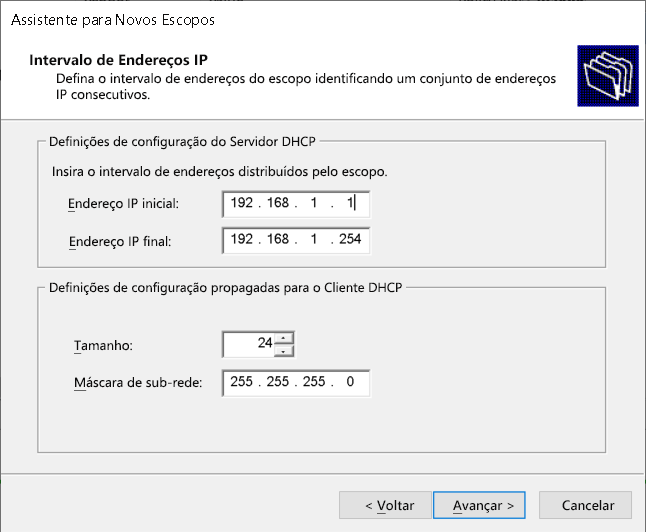 Assistente para Novos Escopos
Intervalo de Endereços IP
Defina o intervalo de endereços do escopo identificando um conjunto de endereços
IP consecutivos.
Definições de configuração do Servidor DHCP
Insira o intervalo de endereços distribuídos pelo escopo.
Endereço IP inicial: 192 . 168 . 1 . 1
Endereço IP final: 192 . 168 . 1 . 254
Definições de configuração propagadas para o Cliente DHCP
Tamanho: 24
Máscara de sub-rede: 255 . 255 . 255 . 0
< Voltar Avançar > Cancelar